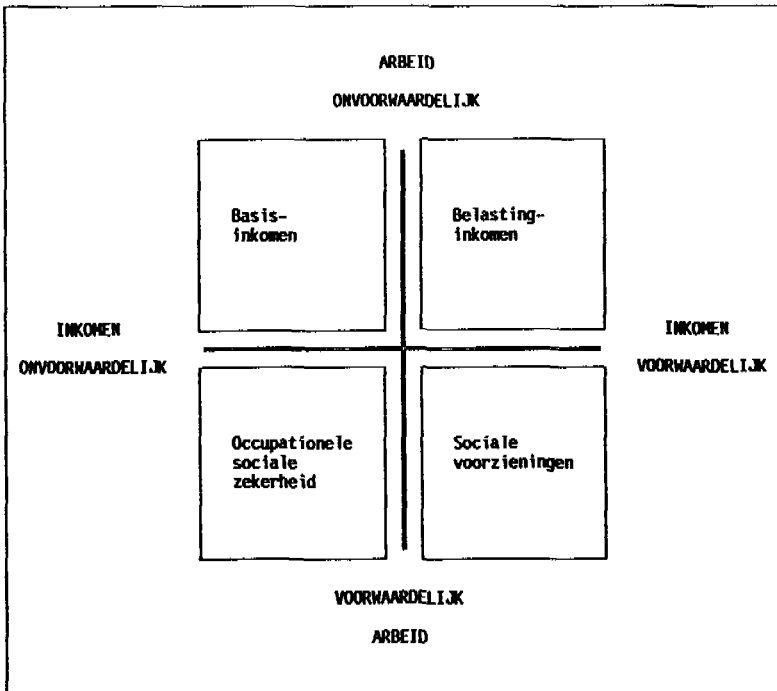 ARBEID
ONVOORWAARDELIJK
Basis-
inkomen
Belasting-
inkomen
INKOMEN
ONVOORWAARDELIJK
INKOMEN
VOORWAARDELIJK
Occupationele
sociale
zekerheid
Sociale
voorzieningen
VOORWAARDELIJK
ARBEID